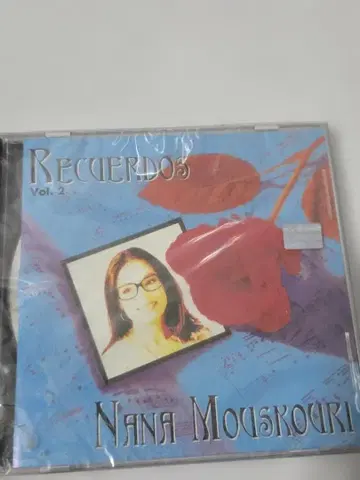 RECUERDOS
Vol. 2
NANA MOUSKOURI